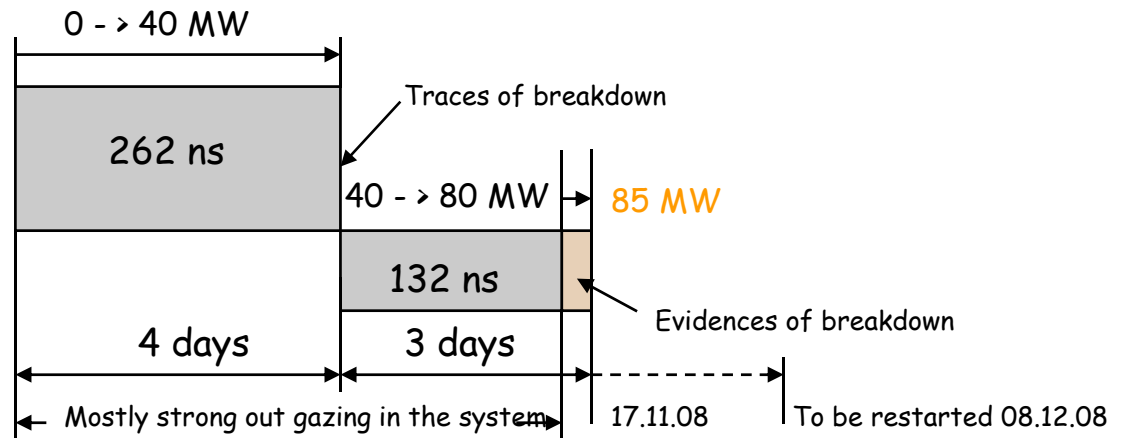 0 - > 40 MW
Traces of breakdown
262 ns
40 - > 80 MW
85 MW
132 ns
Evidences of breakdown
4 days
3 days
Mostly strong out gazing in the system
17.11.08
To be restarted 08.12.08